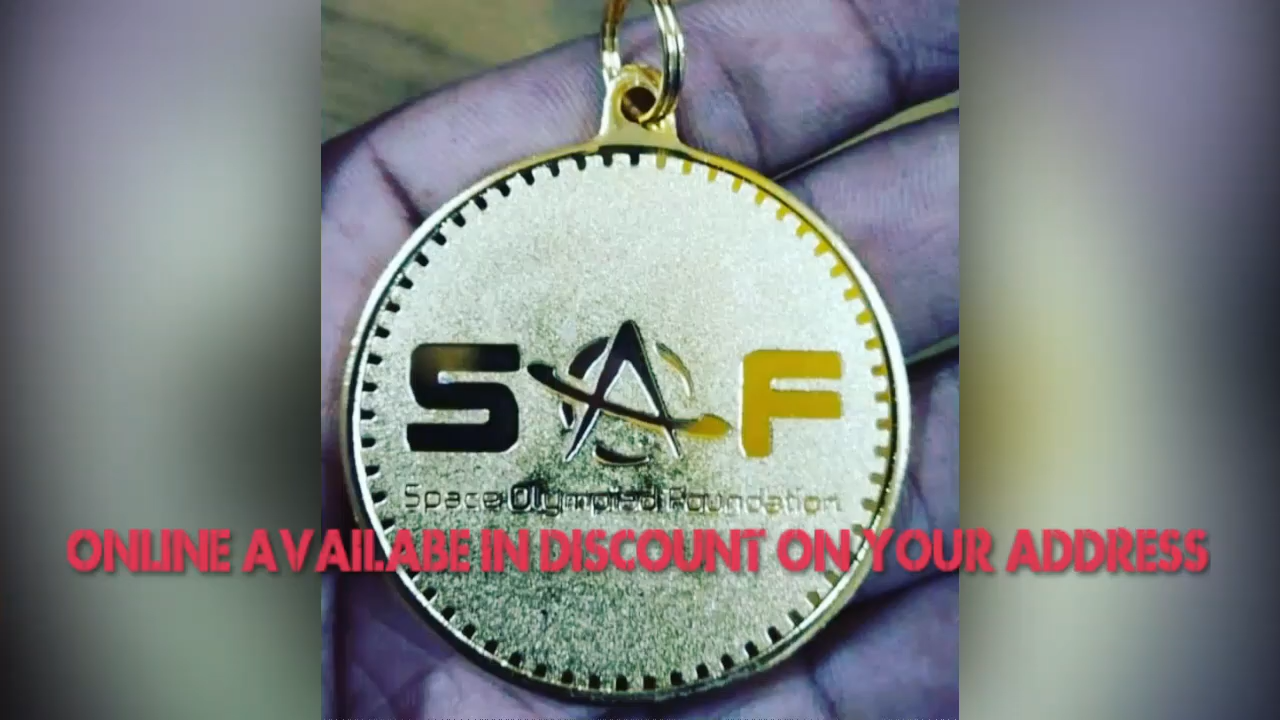 SAF
Space Olympiad Foundation
ONLINE AVAILABE IN DISCOUNT ON YOUR ADDRESS